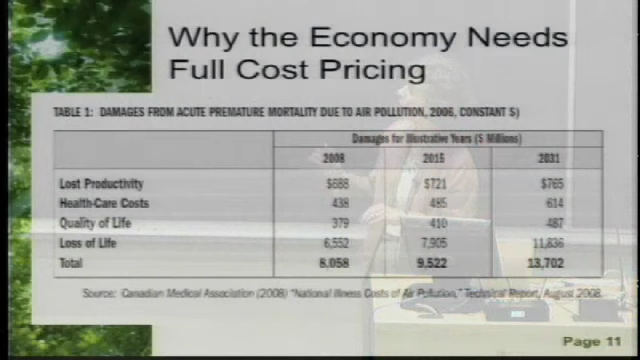 Why the Economy Needs
Full Cost Pricing
TABLE 1: DAMAGES FROM ACUTE PREMATURE MORTALITY DUE TO AIR POLLUTION, 2006, CONSTANT $)
Damages for Illustrative Years ($ Millions)
2008 2015 2031
Lost Productivity $688 $721 $765
Health-Care Costs 438 485 614
Quality of Life 379 410 487
Loss of Life 6,552 7,905 11,836
Total 8,058 9,522 13,702
Source: Canadian Medical Association (2008) "National Illness Costs of Air Pollution," Technical Report, August 2008.
Page 11